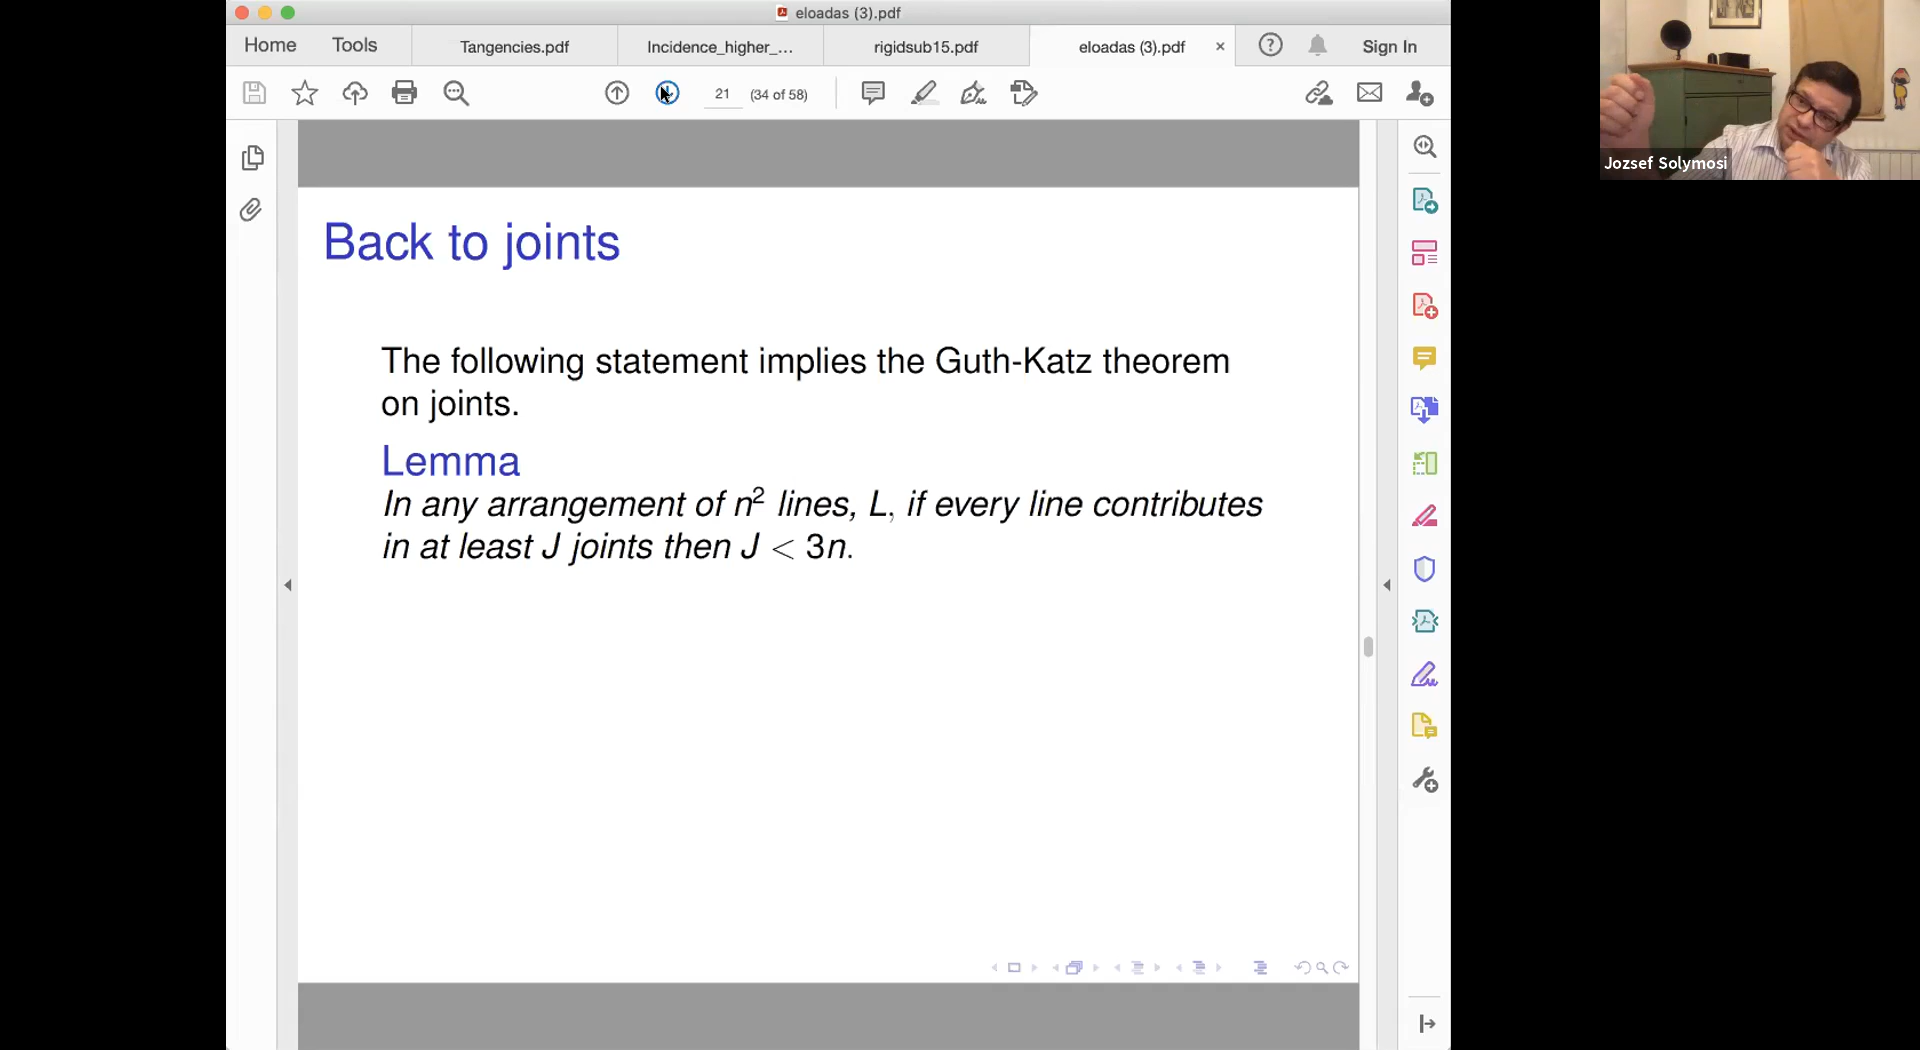 eloadas (3).pdf
Home Tools Tangencies.pdf Incidence_higher_... rigidsub15.pdf eloadas (3).pdf × Sign In
21 (34 of 58)
Jozsef Solymosi
Back to joints
The following statement implies the Guth-Katz theorem
on joints.
Lemma
In any arrangement of n² lines, L, if every line contributes
in at least J joints then J < 3n.